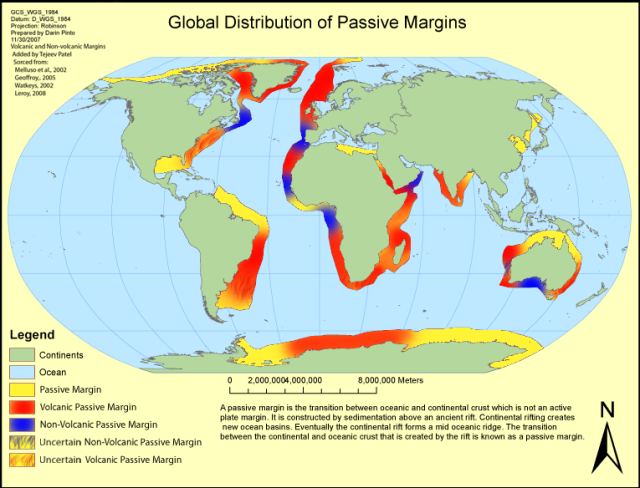 GCS_WGS_1984
Datum: D_WGS_1984
Projection: Robinson
Prepared by Darin Pinto
11/30/2007
Volcanic and Non-volcanic Margins
Added by Tejeev Patel
Sorced from:
Melluso et al., 2002
Geoffroy., 2005
Watkeys, 2002
Leroy, 2008
Global Distribution of Passive Margins
Legend
Continents
Ocean
Passive Margin
Volcanic Passive Margin
Non-Volcanic Passive Margin
Uncertain Non-Volcanic Passive Margin
Uncertain Volcanic Passive Margin
0 2,000,0004,000,000 8,000,000 Meters
A passive margin is the transition between oceanic and continental crust which is not an active
plate margin. It is constructed by sedimentation above an ancient rift. Continental rifting creates
new ocean basins. Eventually the continental rift forms a mid oceanic ridge. The transition
between the continental and oceanic crust that is created by the rift is known as a passive margin.
N